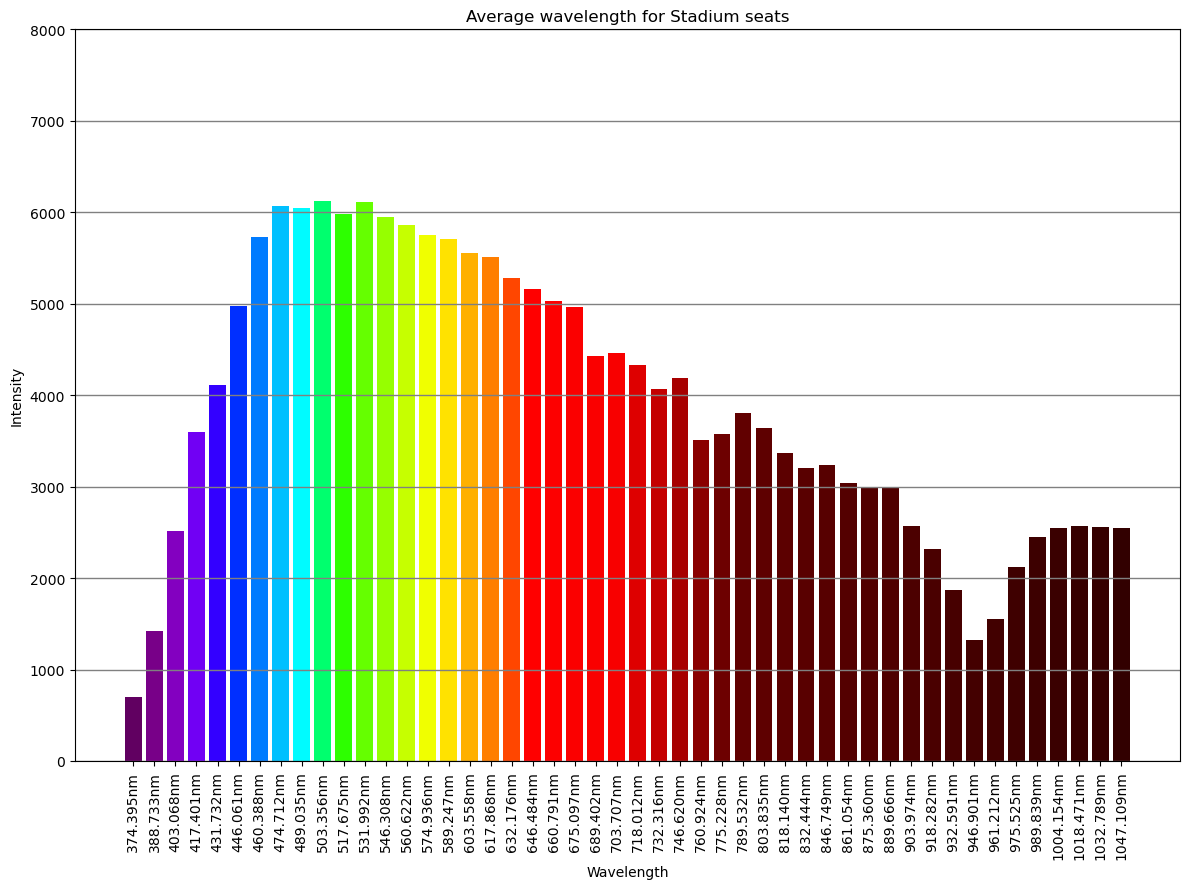 Average wavelength for Stadium seats
8000
7000
6000
5000
4000
3000
2000
1000
0
Intensity
374.395nm
388.733nm
403.068nm
417.401nm
431.732nm
446.061nm
460.388nm
474.712nm
489.035nm
503.356nm
517.675nm
531.992nm
546.308nm
560.622nm
574.936nm
589.247nm
603.558nm
617.868nm
632.176nm
646.484nm
660.791nm
675.097nm
689.402nm
703.707nm
718.012nm
732.316nm
746.620nm
760.924nm
775.228nm
789.532nm
803.835nm
818.140nm
832.444nm
846.749nm
861.054nm
875.360nm
889.666nm
903.974nm
918.282nm
932.591nm
946.901nm
961.212nm
975.525nm
989.839nm
1004.154nm
1018.471nm
1032.789nm
1047.109nm
Wavelength